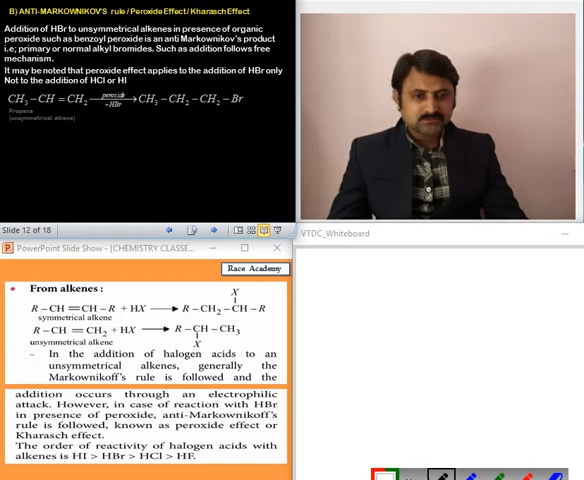 B) ANTI-MARKOWNIKOV'S rule / Peroxide Effect / Kharasch Effect
Addition of HBr to unsymmetrical alkenes in presence of organic
peroxide such as benzoyl peroxide is an anti Markownikov's product
i.e; primary or normal alkyl bromides. Such as addition follows free
mechanism.
It may be noted that peroxide effect applies to the addition of HBr only
Not to the addition of HCl or HI
CH₃ – CH = CH₂ peroxide +HBr → CH₃ – CH₂ – CH₂ – Br
Propene
(unsymmetrical alkene)
Slide 12 of 18
VTDC_Whiteboard
PowerPoint Slide Show - [CHEMISTRY CLASSE...
Race Academy
• From alkenes :
X
R – CH = CH – R + HX → R – CH₂ – CH – R
symmetrical alkene
R – CH = CH₂ + HX → R – CH – CH₃
unsymmetrical alkene
X
– In the addition of halogen acids to an
unsymmetrical alkenes, generally the
Markownikoff's rule is followed and the
addition occurs through an electrophilic
attack. However, in case of reaction with HBr
in presence of peroxide, anti-Markownikoff's
rule is followed, known as peroxide effect or
Kharasch effect.
The order of reactivity of halogen acids with
alkenes is HI > HBr > HCl > HF.